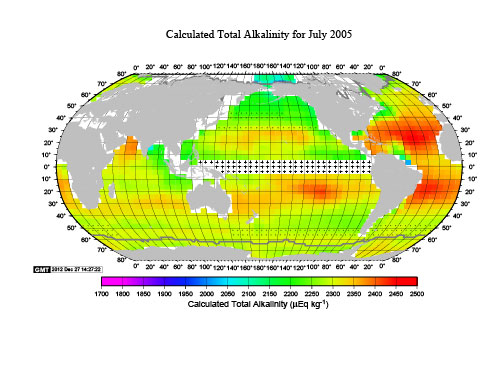 Calculated Total Alkalinity for July 2005
0° 20° 40° 60° 80° 100°120°140°160°180°160°140°120°100°80° 60° 40° 20° 0°
80° 80°
70° 70°
60° 60°
50° 50°
40° 40°
30° 30°
20° 20°
10° 10°
0° 0°
10° 10°
20° 20°
30° 30°
40° 40°
50° 50°
60° 60°
70° 70°
80° 80°
0° 20° 40° 60° 80° 100°120°140°160°180°160°140°120°100°80° 60° 40° 20° 0°
GMT 2012 Dec 27 14:37:22
1700 1800 1850 1900 1950 2000 2050 2100 2150 2200 2250 2300 2350 2400 2450 2500
Calculated Total Alkalinity (μEq kg⁻¹)